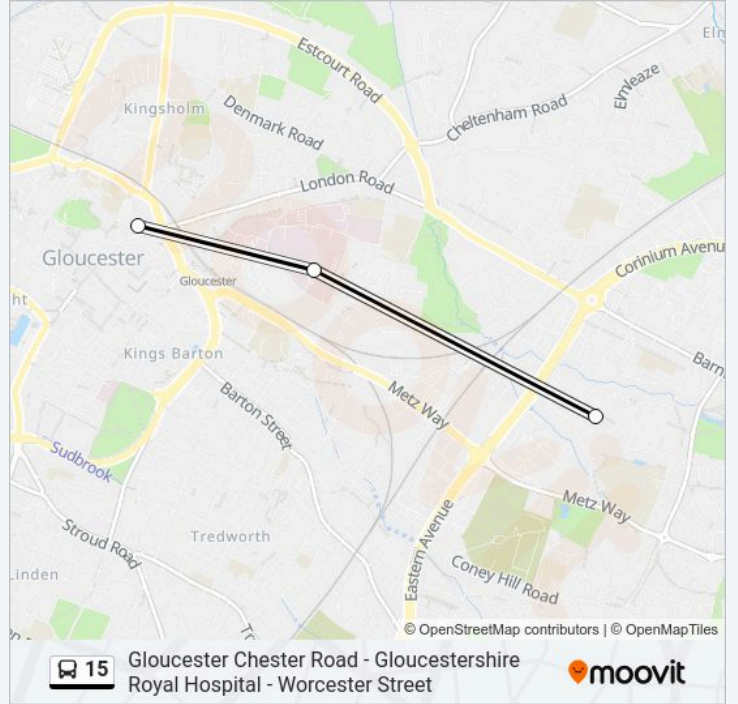 Elm
Estcourt Road
Elmleaze
Kingsholm
Denmark Road
Cheltenham Road
London Road
Gloucester
Corinium Avenu
Gloucester
ht
Kings Barton
Barn
Metz Way
Barton Street
Sudbrook
Metz Way
Stroud Road
Tredworth
Eastern Avenue
Linden
Coney Hill Road
© OpenStreetMap contributors | © OpenMapTiles
15
Gloucester Chester Road - Gloucestershire
Royal Hospital - Worcester Street
moovit